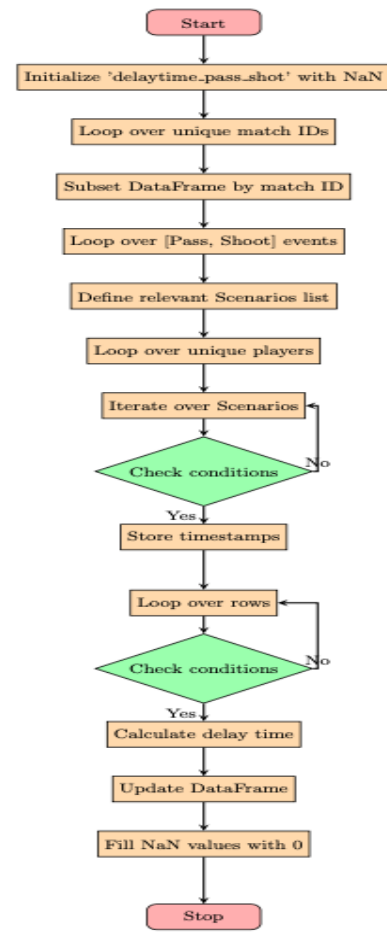 Start
Initialize 'delaytime_pass_shot' with NaN
Loop over unique match IDs
Subset DataFrame by match ID
Loop over [Pass, Shoot] events
Define relevant Scenarios list
Loop over unique players
Iterate over Scenarios
Check conditions
No
Yes
Store timestamps
Loop over rows
Check conditions
No
Yes
Calculate delay time
Update DataFrame
Fill NaN values with 0
Stop